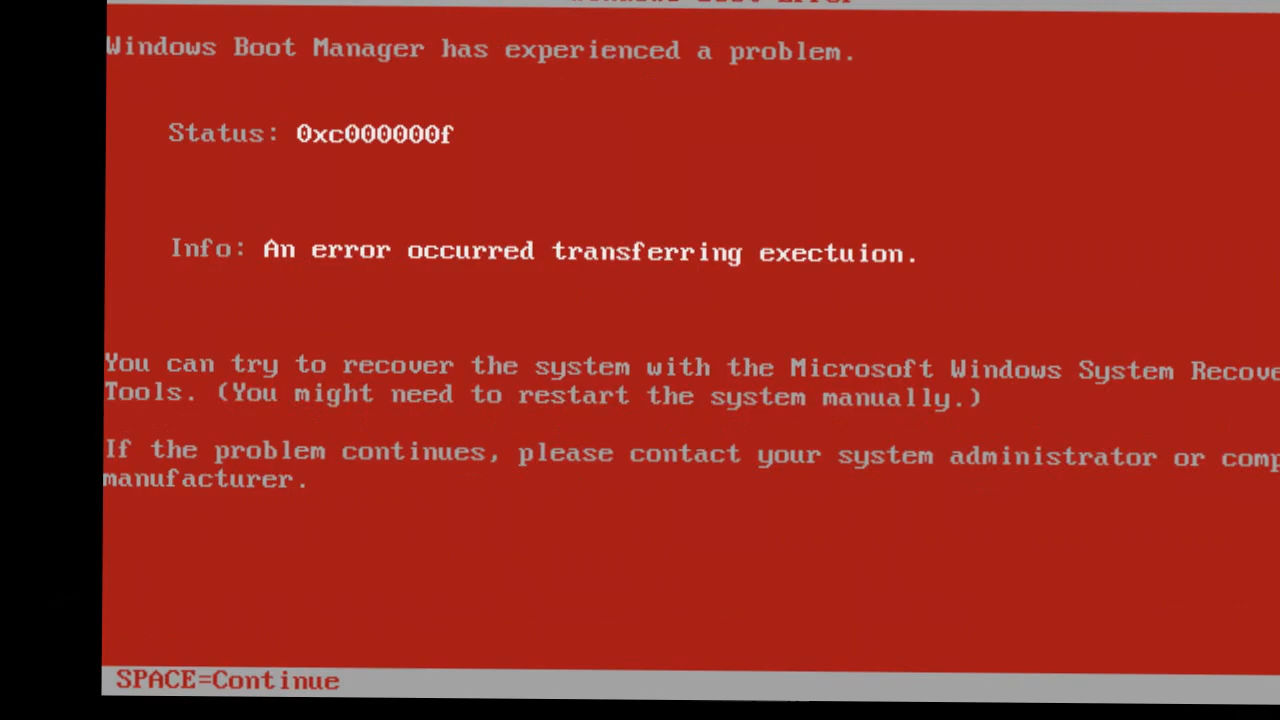 Windows Boot Manager has experienced a problem.
Status: 0xc000000f
Info: An error occurred transferring exectuion.
You can try to recover the system with the Microsoft Windows System
Tools. (You might need to restart the system manually.)
If the problem continues, please contact your system administrator or
manufacturer.
SPACE=Continue